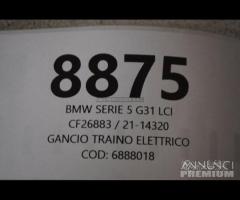 8875
BMW SERIE 5 G31 LCI
CF26883 / 21-14320
GANCIO TRAINO ELETTRICO
COD: 6888018
ANNUNCI
PREMIUM